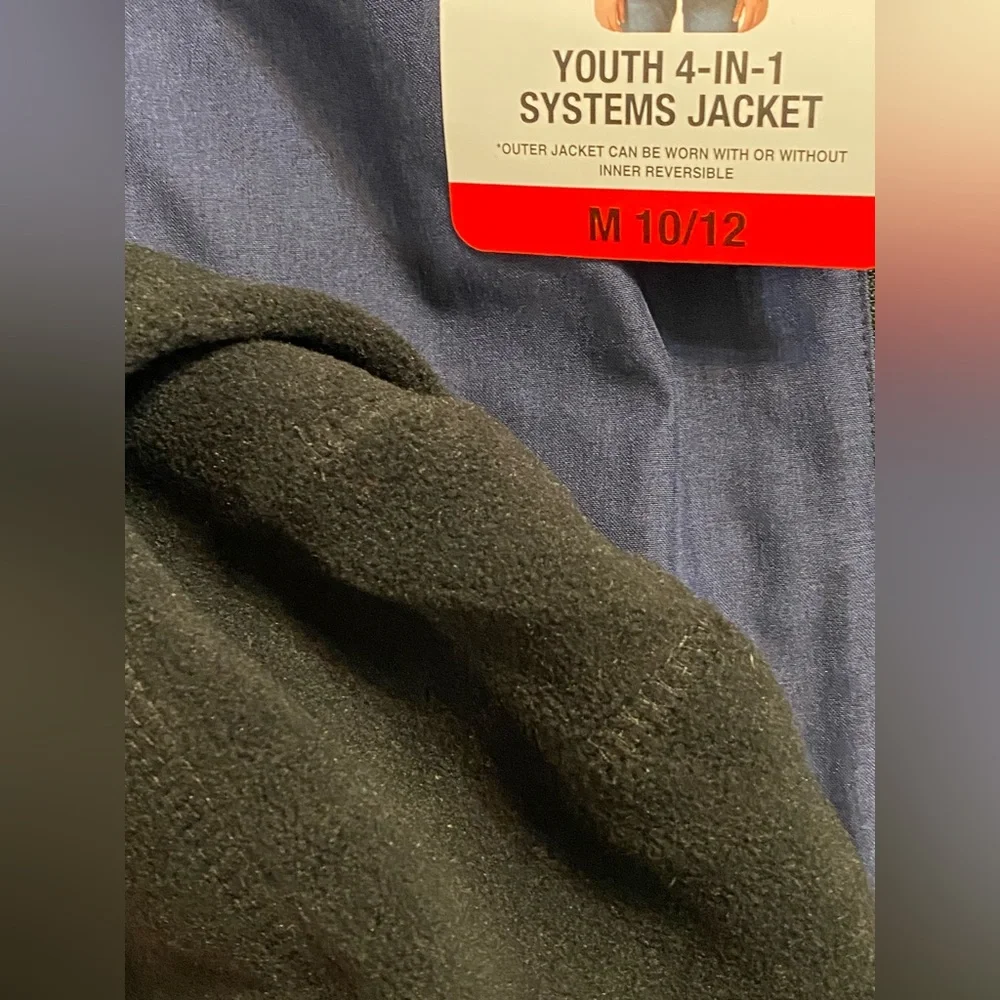 YOUTH 4-IN-1
SYSTEMS JACKET
*OUTER JACKET CAN BE WORN WITH OR WITHOUT
INNER REVERSIBLE
M 10/12